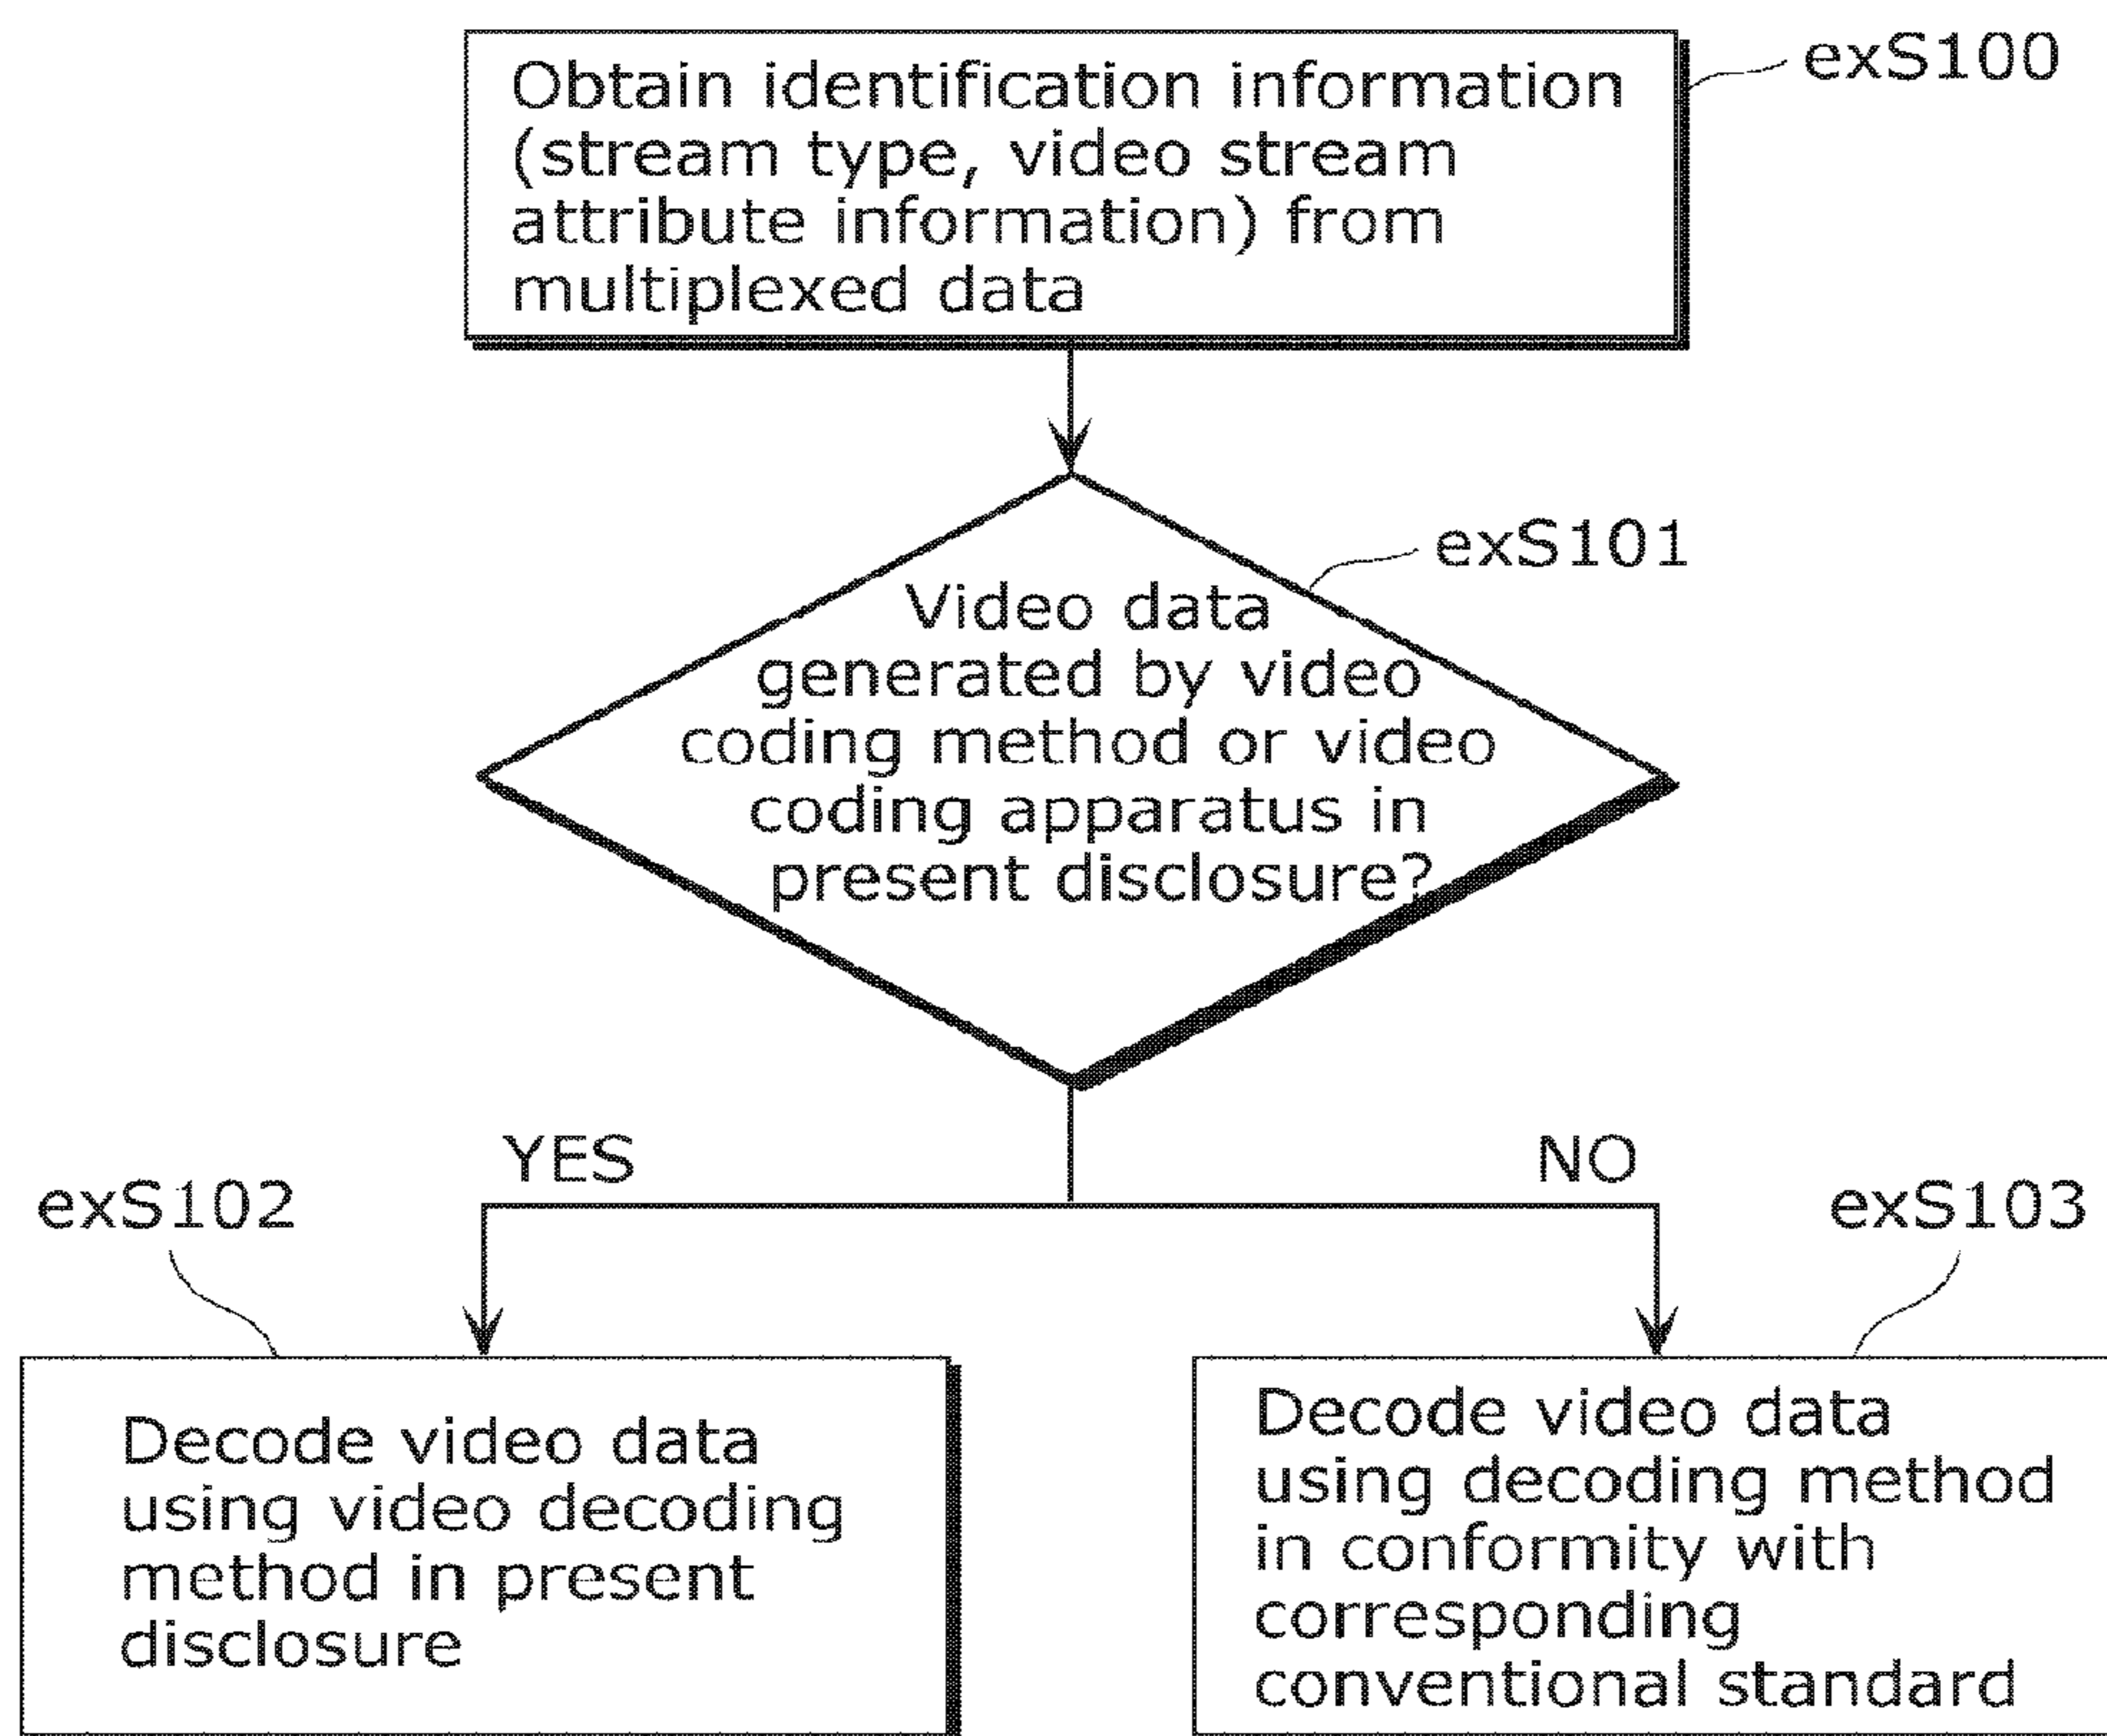 Obtain identification information
(stream type, video stream
attribute information) from
multiplexed data
exS100
exS101
Video data
generated by video
coding method or video
coding apparatus in
present disclosure?
YES
NO
exS102
exS103
Decode video data
using video decoding
method in present
disclosure
Decode video data
using decoding method
in conformity with
corresponding
conventional standard